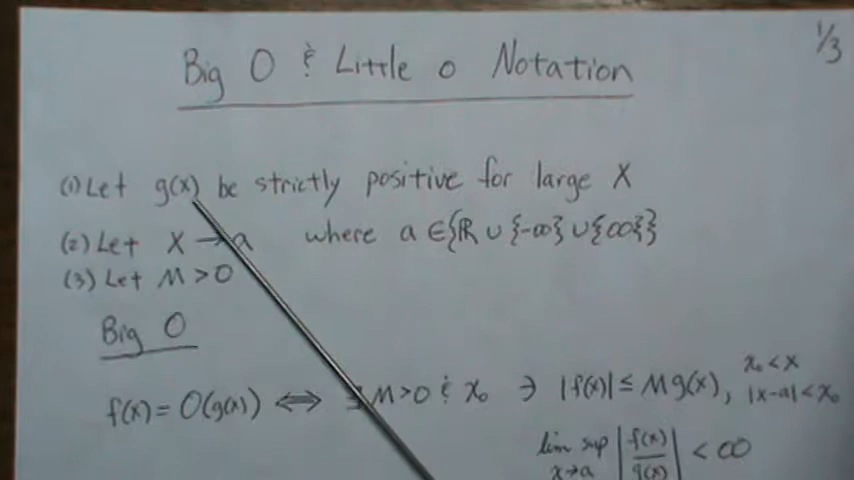 1/3
Big O & Little o Notation
(1) Let g(x) be strictly positive for large X
(2) Let X → a where a ∈ {ℝ ∪ {-∞} ∪ {∞}}
(3) Let M > 0
Big O
f(x) = O(g(x)) ⟺ ∃ M > 0 & x₀ ∋ |f(x)| ≤ M g(x), x₀ < x
|x-a| < x₀
lim sup x→a |f(x)/g(x)| < ∞